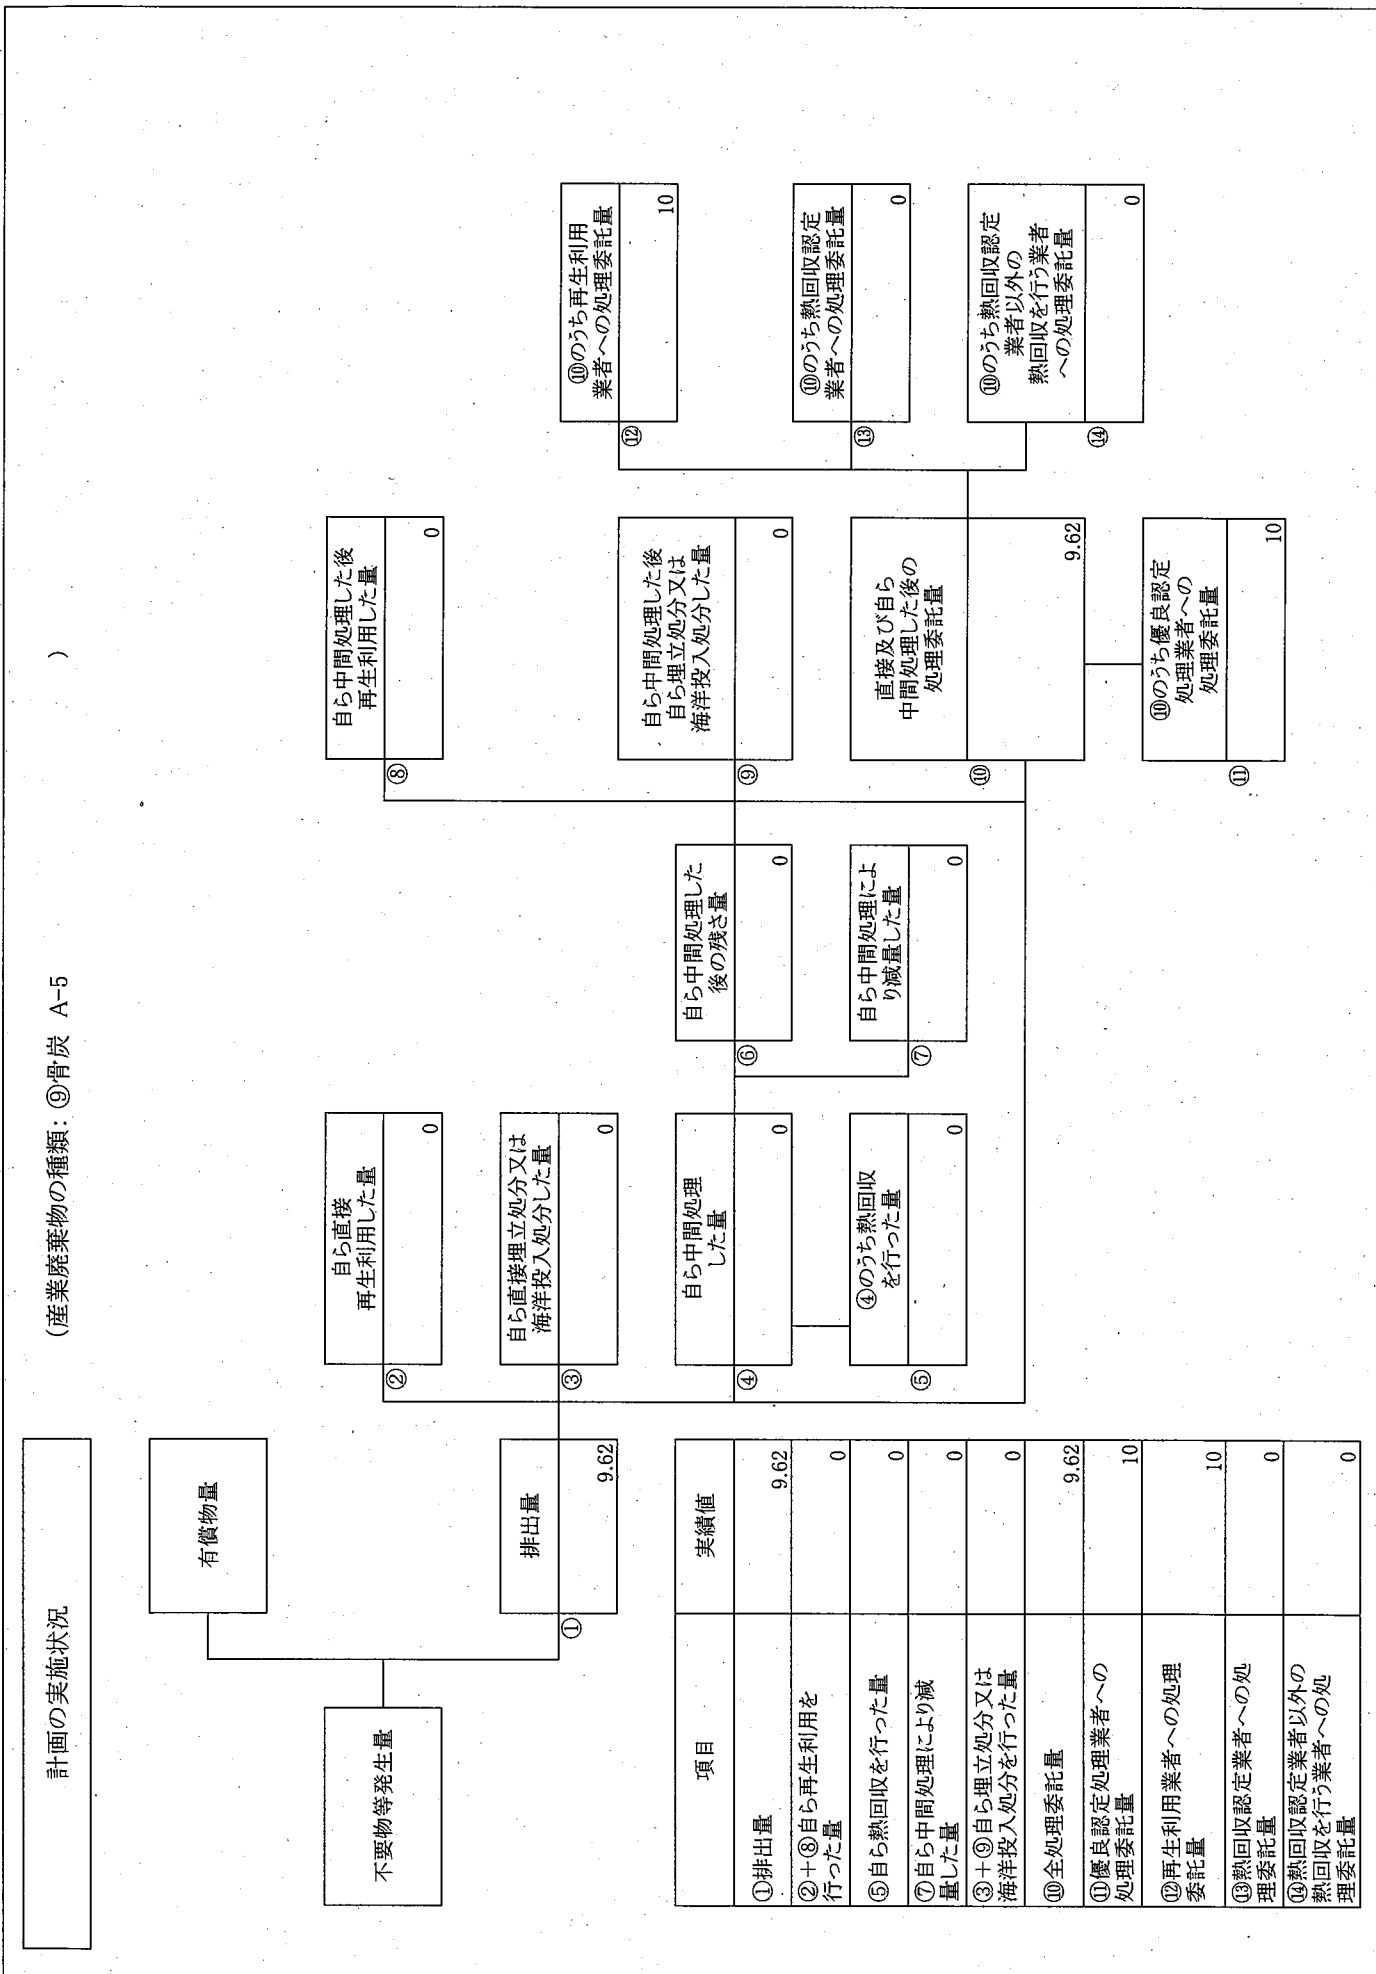 計画の実施状況
(産業廃棄物の種類：⑨骨炭 A-5
)
不要物等発生量
有償物量
①
排出量
9.62
②
自ら直接
再生利用した量
0
③
自ら直接埋立処分又は
海洋投入処分した量
0
④
自ら中間処理
した量
0
⑤
④のうち熱回収
を行った量
0
⑥
自ら中間処理した
後の残さ量
0
⑦
自ら中間処理によ
り減量した量
0
⑧
自ら中間処理した後
再生利用した量
0
⑨
自ら中間処理した後
自ら埋立処分又は
海洋投入処分した量
0
⑩
直接及び自ら
中間処理した後の
処理委託量
9.62
⑪
⑩のうち優良認定
処理業者への
処理委託量
10
⑫
⑩のうち再生利用
業者への処理委託量
10
⑬
⑩のうち熱回収認定
業者への処理委託量
0
⑭
⑩のうち熱回収認定
業者以外の
熱回収を行う業者
への処理委託量
0
項目
実績値
①排出量
9.62
②＋⑧自ら再生利用を
行った量
0
⑤自ら熱回収を行った量
0
⑦自ら中間処理により減
量した量
0
③＋⑨自ら埋立処分又は
海洋投入処分を行った量
0
⑩全処理委託量
9.62
⑪優良認定処理業者への
処理委託量
10
⑫再生利用業者への処理
委託量
10
⑬熱回収認定業者への処
理委託量
0
⑭熱回収認定業者以外の
熱回収を行う業者への処
理委託量
0